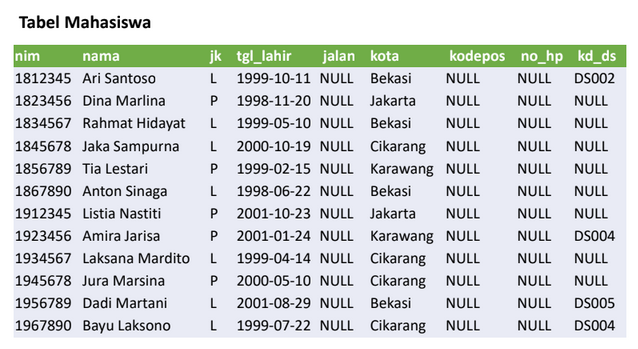 Tabel Mahasiswa
nim nama jk tgl_lahir jalan kota kodepos no_hp kd_ds
1812345 Ari Santoso L 1999-10-11 NULL Bekasi NULL NULL DS002
1823456 Dina Marlina P 1998-11-20 NULL Jakarta NULL NULL NULL
1834567 Rahmat Hidayat L 1999-05-10 NULL Bekasi NULL NULL NULL
1845678 Jaka Sampurna L 2000-10-19 NULL Cikarang NULL NULL NULL
1856789 Tia Lestari P 1999-02-15 NULL Karawang NULL NULL NULL
1867890 Anton Sinaga L 1998-06-22 NULL Bekasi NULL NULL NULL
1912345 Listia Nastiti P 2001-10-23 NULL Jakarta NULL NULL NULL
1923456 Amira Jarisa P 2001-01-24 NULL Karawang NULL NULL DS004
1934567 Laksana Mardito L 1999-04-14 NULL Cikarang NULL NULL NULL
1945678 Jura Marsina P 2000-05-10 NULL Cikarang NULL NULL NULL
1956789 Dadi Martani L 2001-08-29 NULL Bekasi NULL NULL DS005
1967890 Bayu Laksono L 1999-07-22 NULL Cikarang NULL NULL DS004